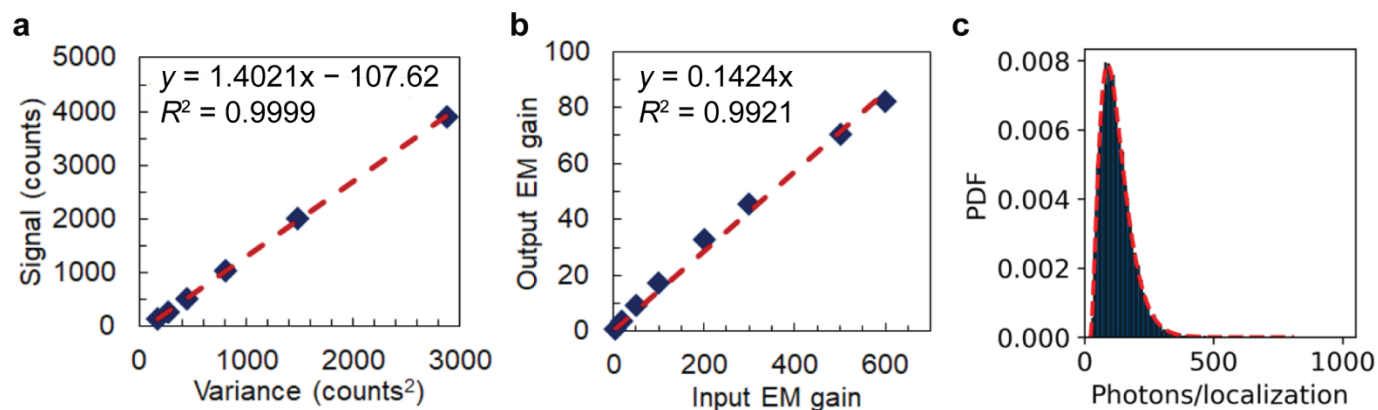 a
5000
4000
3000
2000
1000
0
Signal (counts)
y = 1.4021x − 107.62
R² = 0.9999
0
1000
2000
3000
Variance (counts²)
b
100
80
60
40
20
0
Output EM gain
y = 0.1424x
R² = 0.9921
0
200
400
600
Input EM gain
c
0.008
0.006
0.004
0.002
0.000
PDF
0
500
1000
Photons/localization